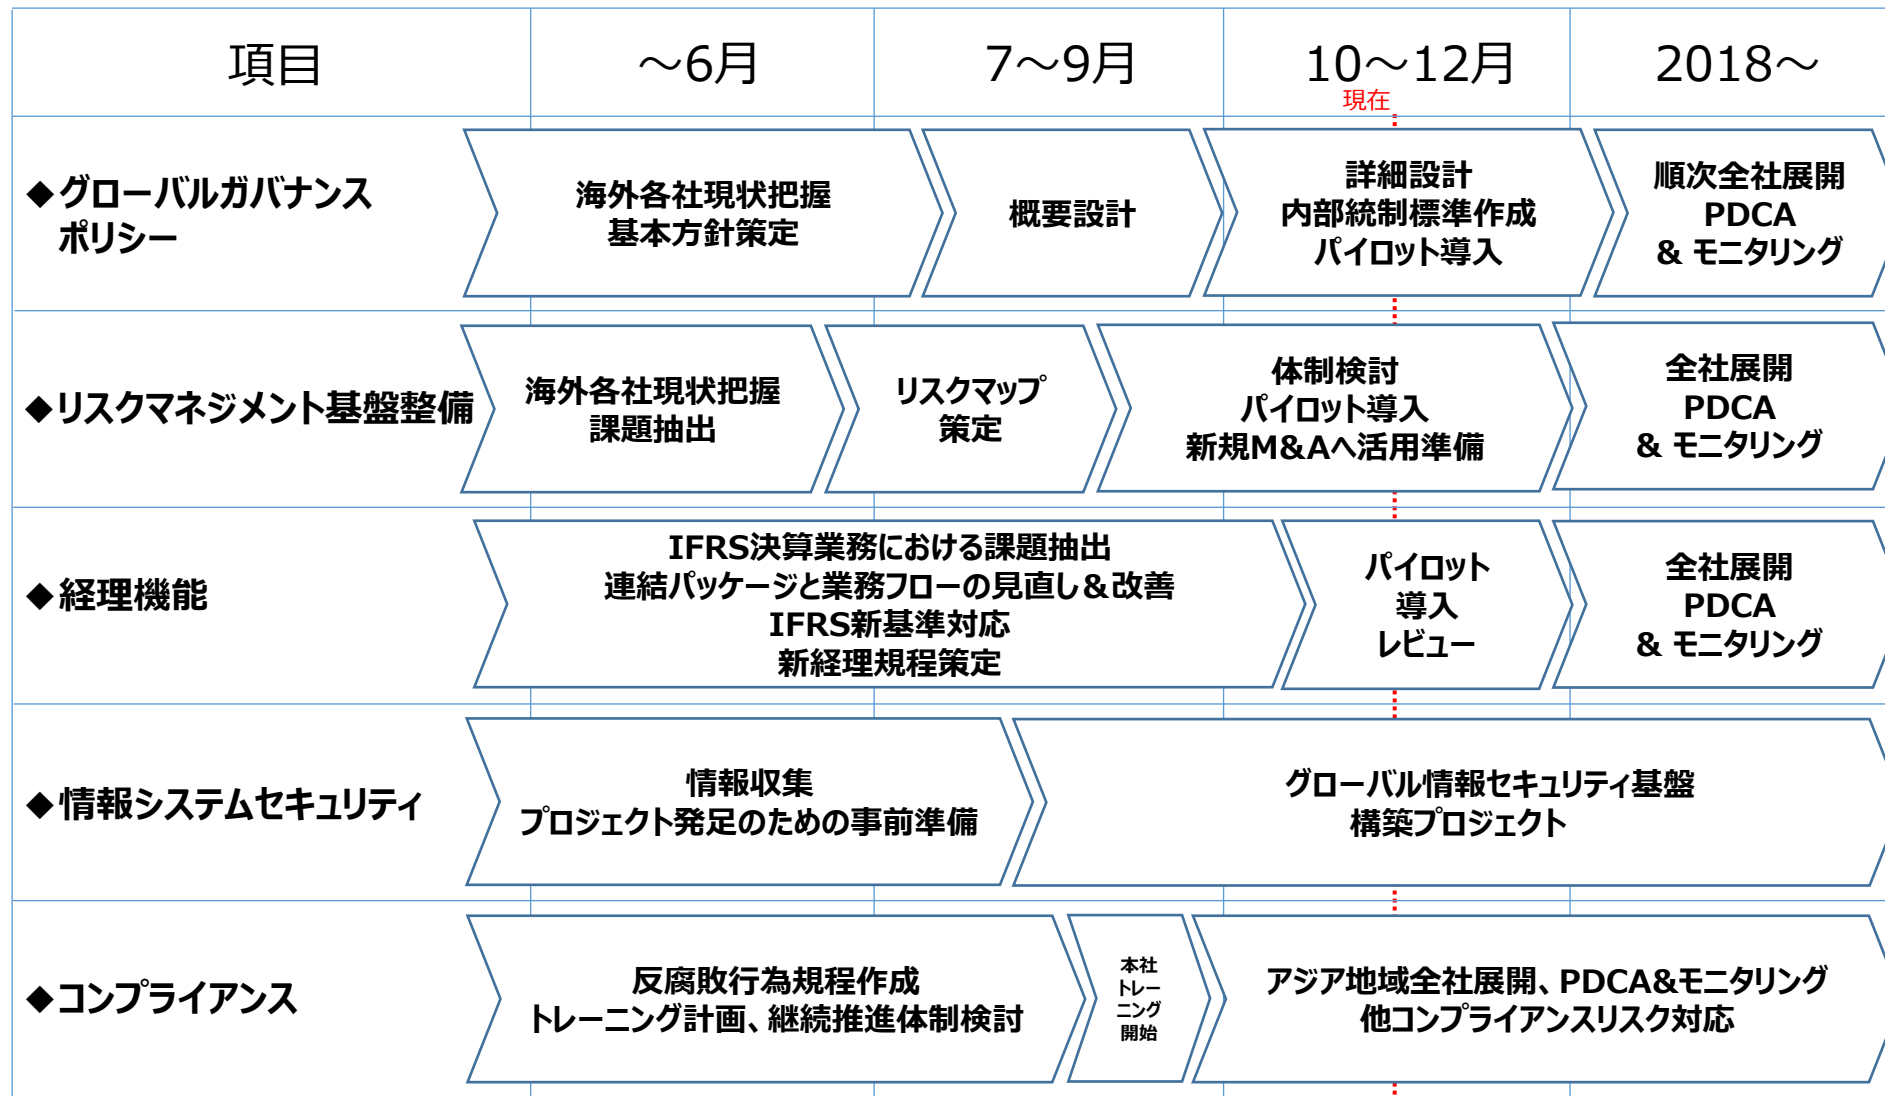 項目
～6月
7～9月
10～12月
2018～
現在
◆グローバルガバナンス
ポリシー
海外各社現状把握
基本方針策定
概要設計
詳細設計
内部統制標準作成
パイロット導入
順次全社展開
PDCA
& モニタリング
◆リスクマネジメント基盤整備
海外各社現状把握
課題抽出
リスクマップ
策定
体制検討
パイロット導入
新規M&Aへ活用準備
全社展開
PDCA
& モニタリング
◆経理機能
IFRS決算業務における課題抽出
連結パッケージと業務フローの見直し＆改善
IFRS新基準対応
新経理規程策定
パイロット
導入
レビュー
全社展開
PDCA
& モニタリング
◆情報システムセキュリティ
情報収集
プロジェクト発足のための事前準備
グローバル情報セキュリティ基盤
構築プロジェクト
◆コンプライアンス
反腐敗行為規程作成
トレーニング計画、継続推進体制検討
本社
トレー
ニング
開始
アジア地域全社展開、PDCA&モニタリング
他コンプライアンスリスク対応